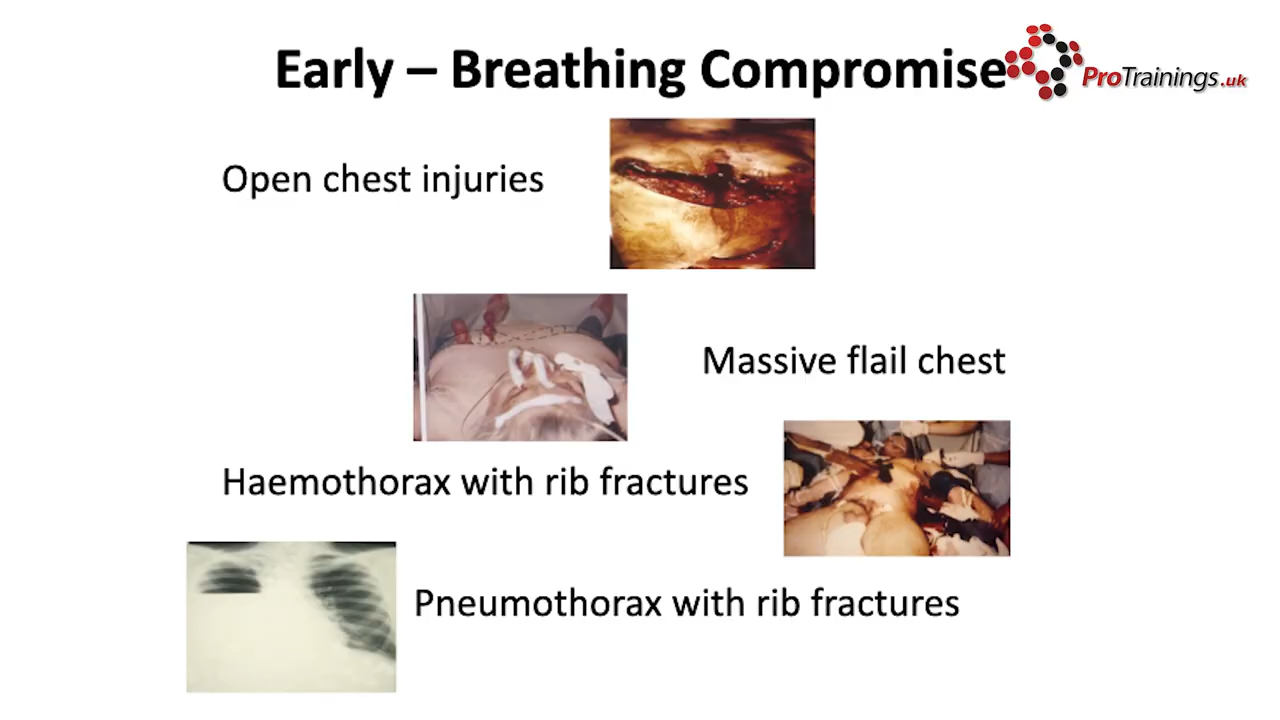 Early – Breathing Compromise
ProTrainings.uk
Open chest injuries
Massive flail chest
Haemothorax with rib fractures
Pneumothorax with rib fractures